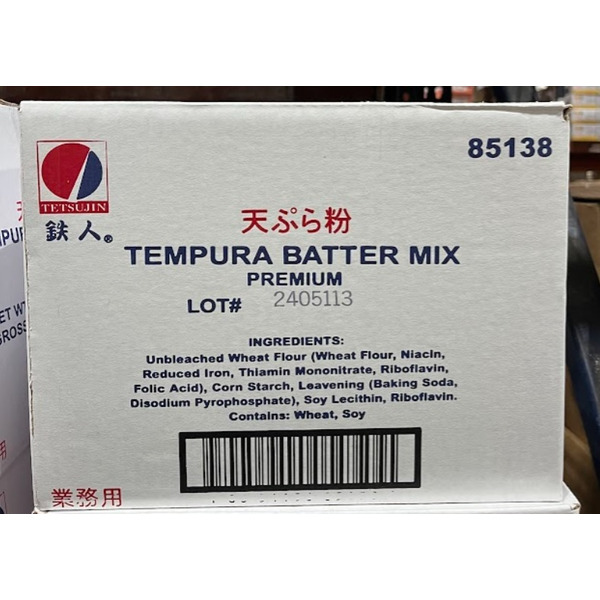 85138
TETSUJIN
鉄人®
天ぷら粉
TEMPURA BATTER MIX
PREMIUM
LOT# 2405113
INGREDIENTS:
Unbleached Wheat Flour (Wheat Flour, Niacin,
Reduced Iron, Thiamin Mononitrate, Riboflavin,
Folic Acid), Corn Starch, Leavening (Baking Soda,
Disodium Pyrophosphate), Soy Lecithin, Riboflavin.
Contains: Wheat, Soy
業務用